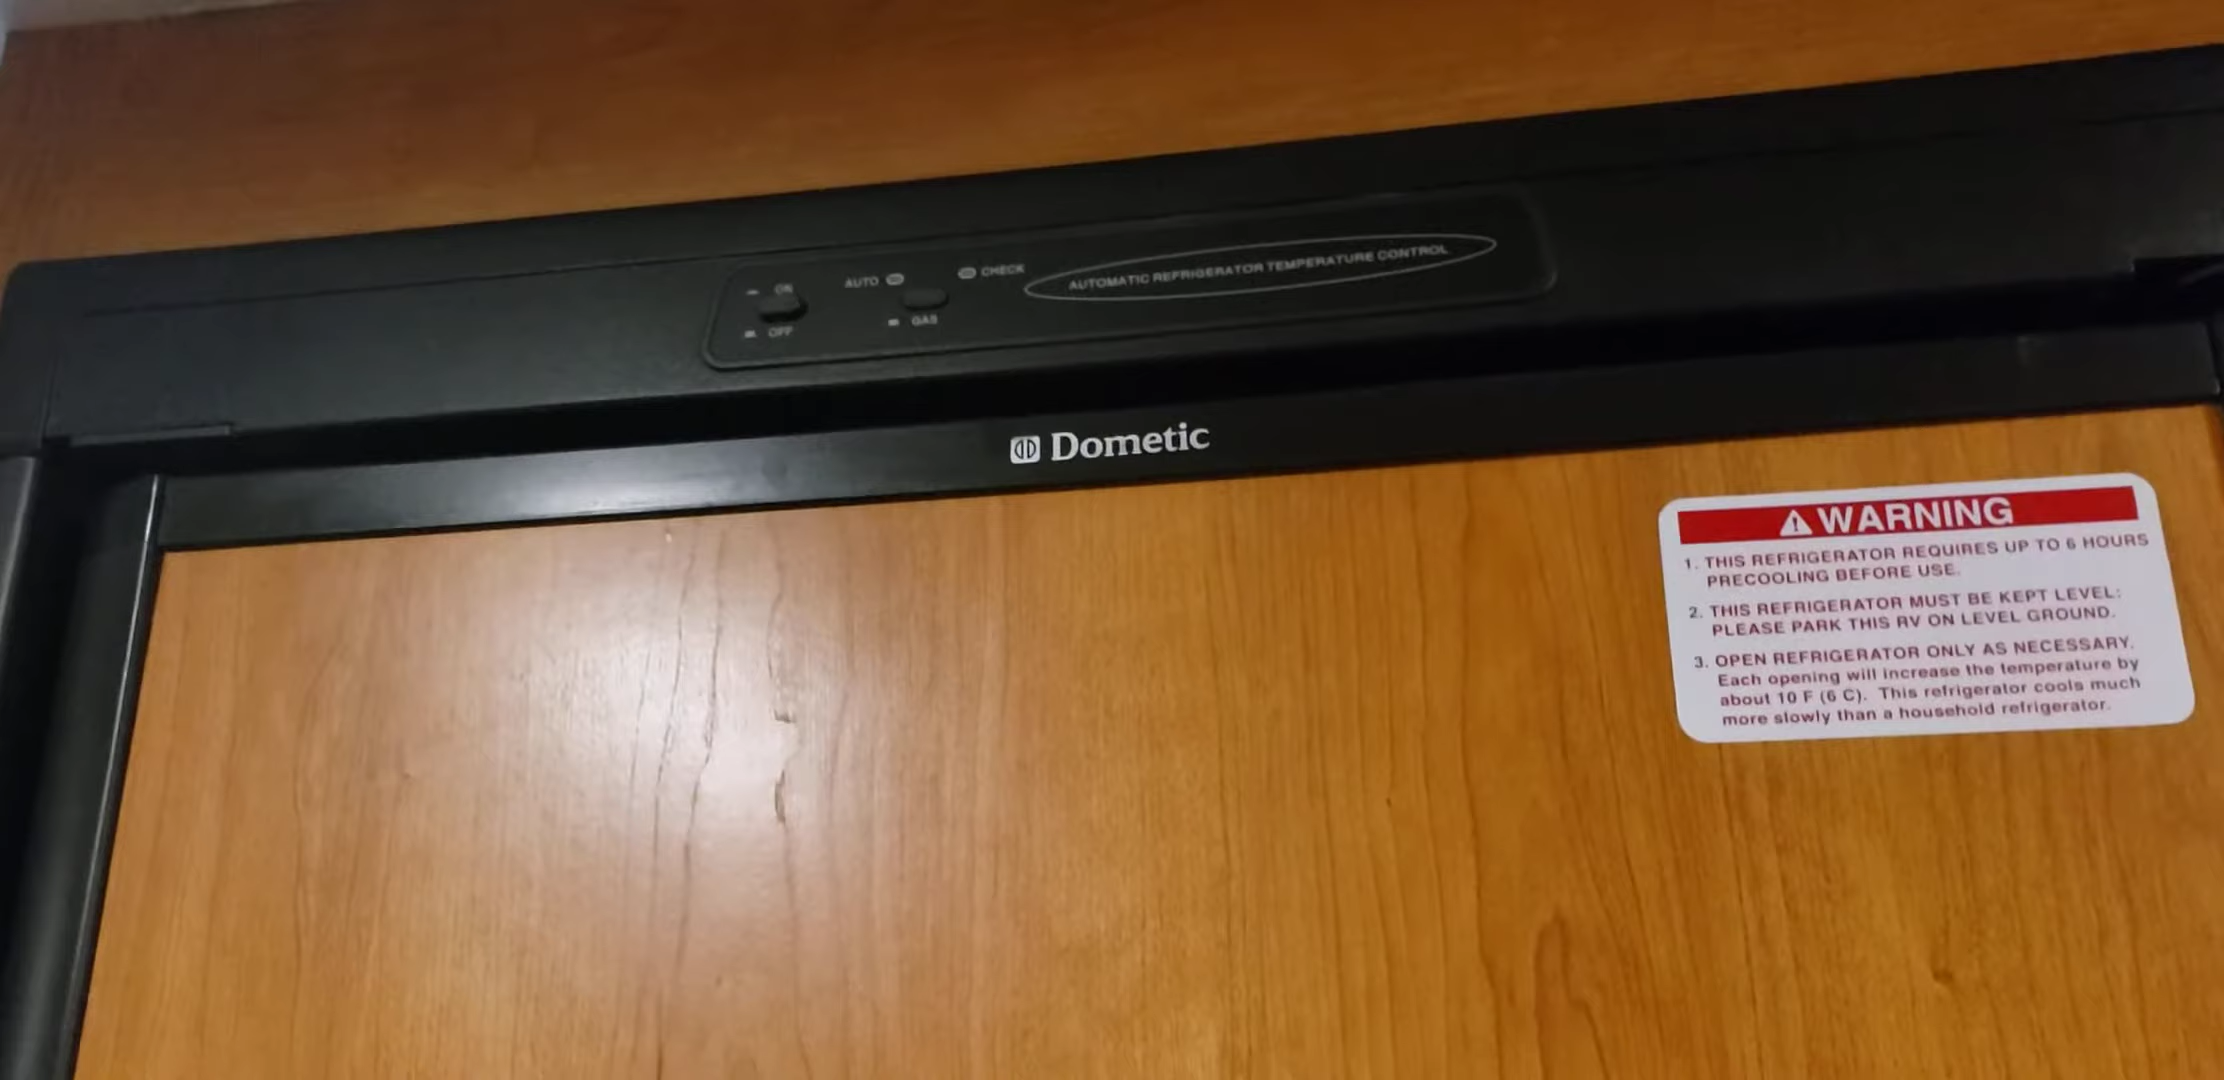 ON
OFF
AUTO
GAS
CHECK
AUTOMATIC REFRIGERATOR TEMPERATURE CONTROL
Dometic
WARNING
1. THIS REFRIGERATOR REQUIRES UP TO 6 HOURS
PRECOOLING BEFORE USE.
2. THIS REFRIGERATOR MUST BE KEPT LEVEL:
PLEASE PARK THIS RV ON LEVEL GROUND.
3. OPEN REFRIGERATOR ONLY AS NECESSARY.
Each opening will increase the temperature by
about 10 F (6 C). This refrigerator cools much
more slowly than a household refrigerator.